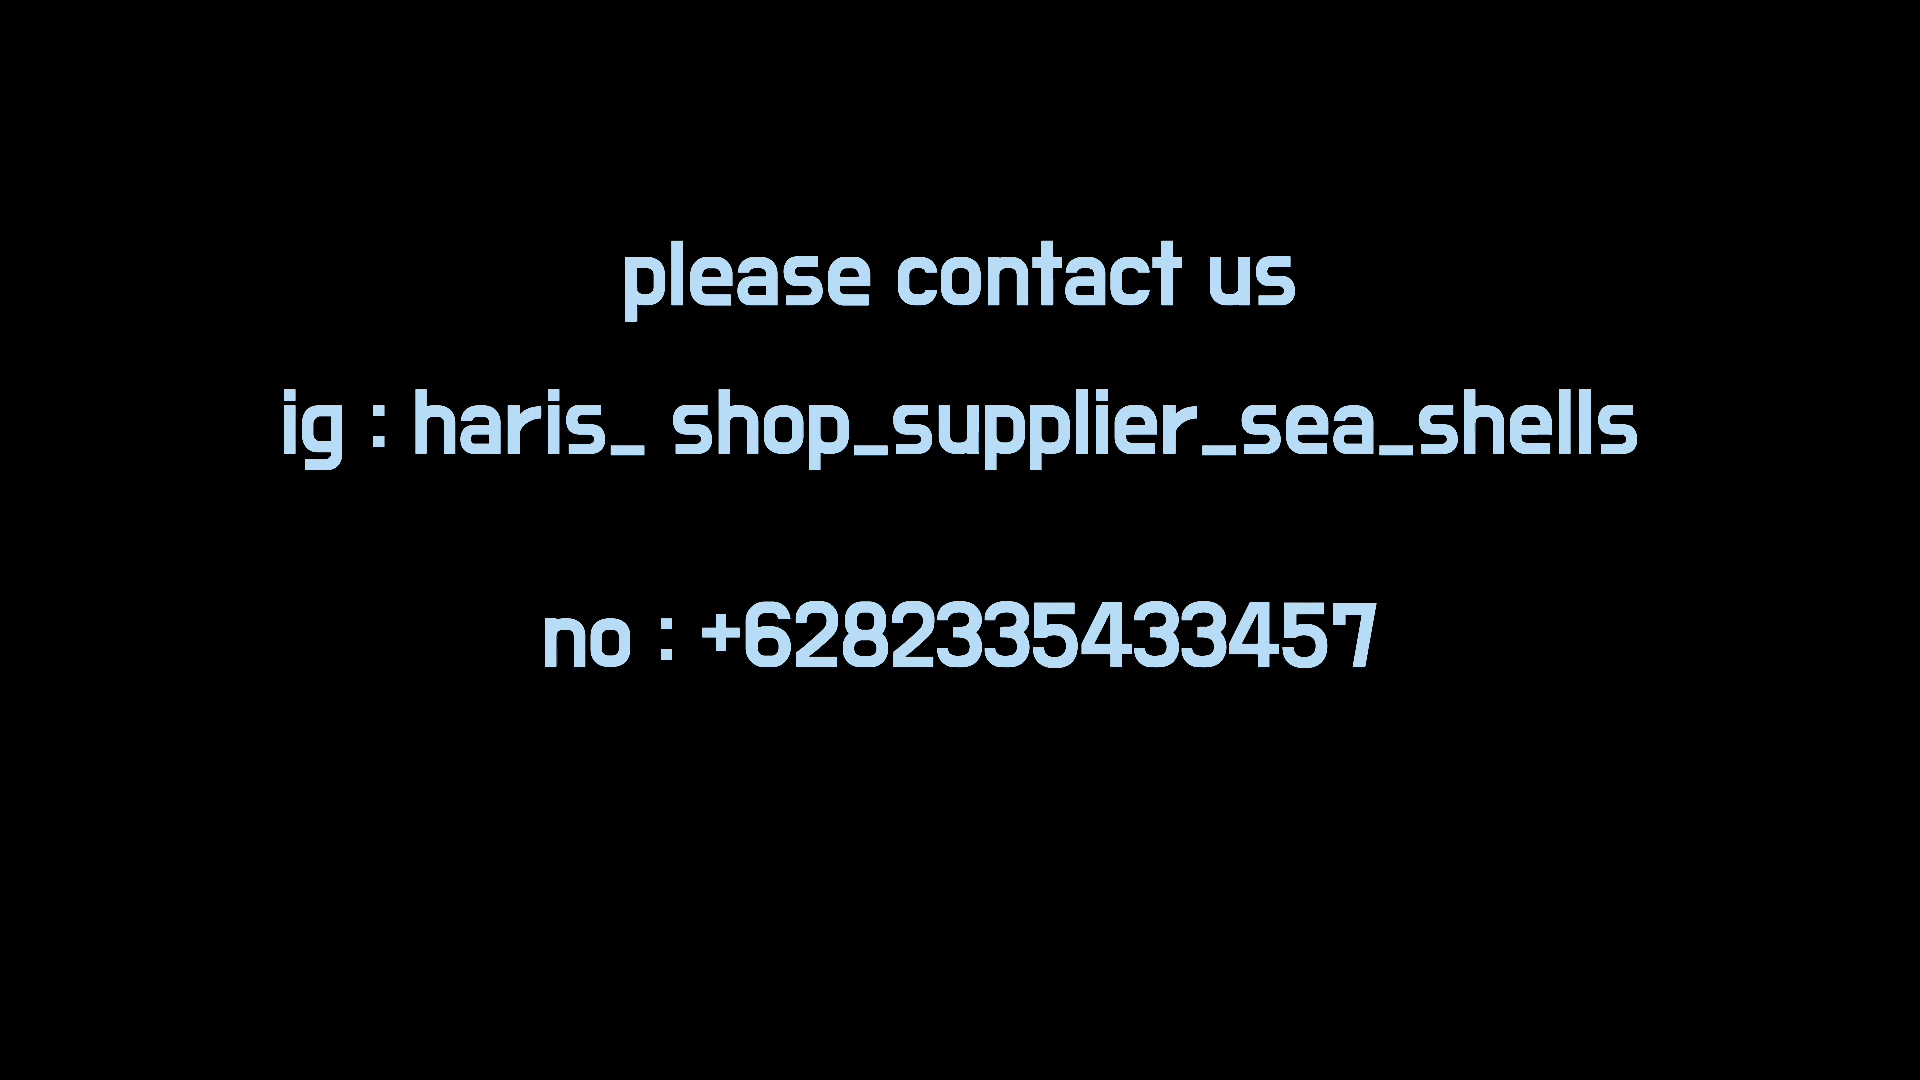 please contact us
ig : haris_ shop_supplier_sea_shells
no : +6282335433457